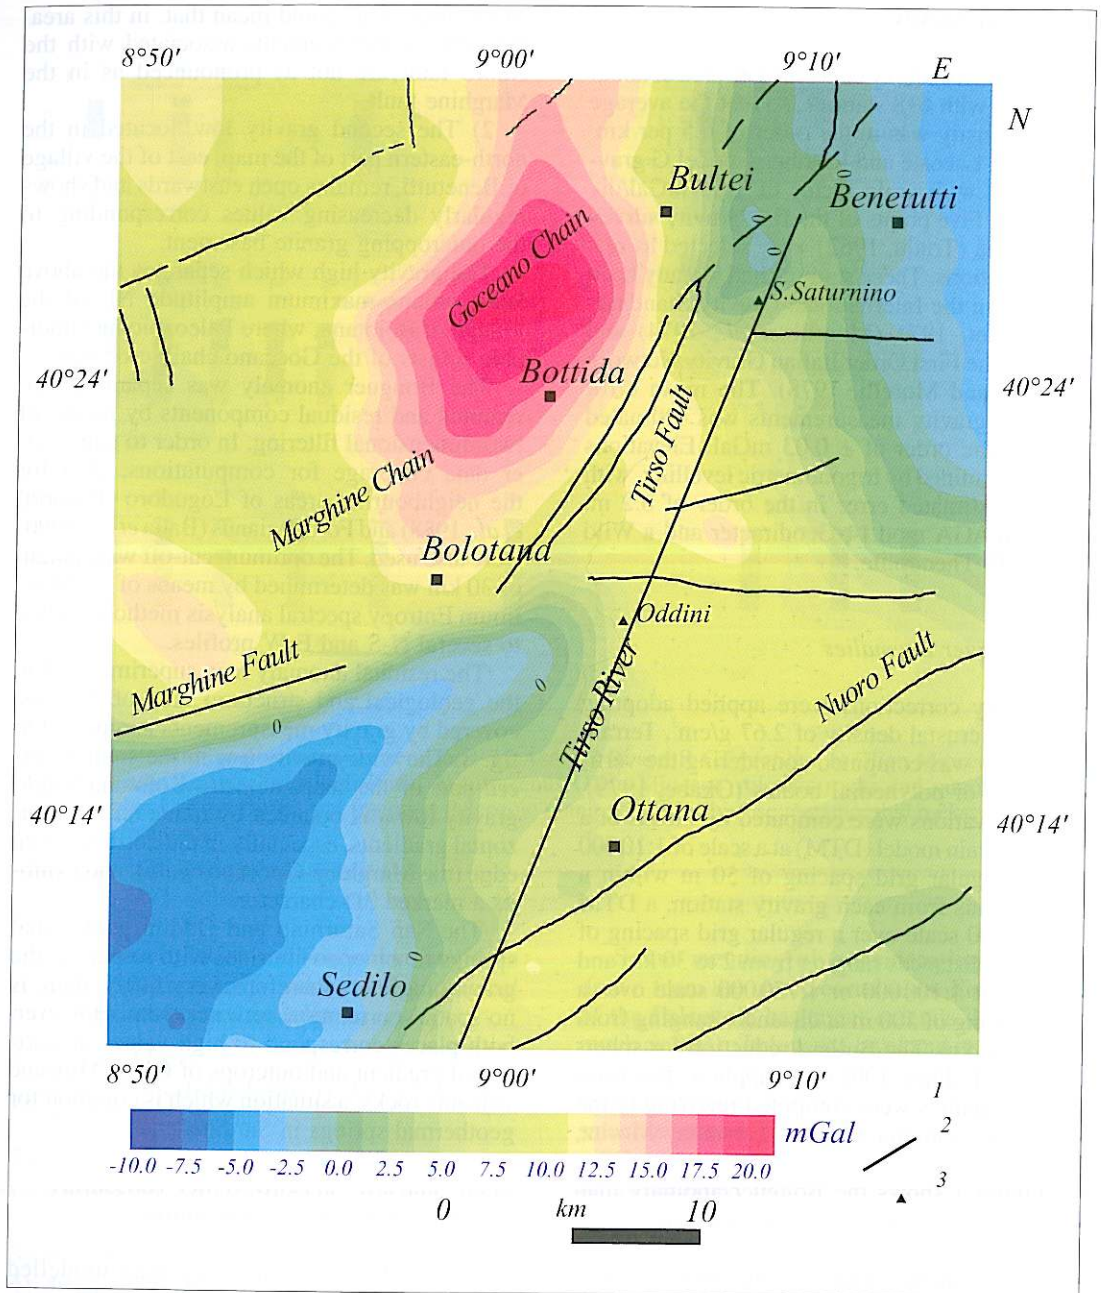 8°50' 9°00' 9°10' E
N
Bultei
Benetutti
0
0
0
Goceano Chain
S.Saturnino
40°24' 40°24'
Bottida
Tirso Fault
Marghine Chain
Bolotana
Oddini
Marghine Fault
Nuoro Fault
0
0
Tirso River
40°14' 40°14'
Ottana
0
Sedilo
8°50' 9°00' 9°10'
1
2
mGal
-10.0 -7.5 -5.0 -2.5 0.0 2.5 5.0 7.5 10.0 12.5 15.0 17.5 20.0
3
0 km 10